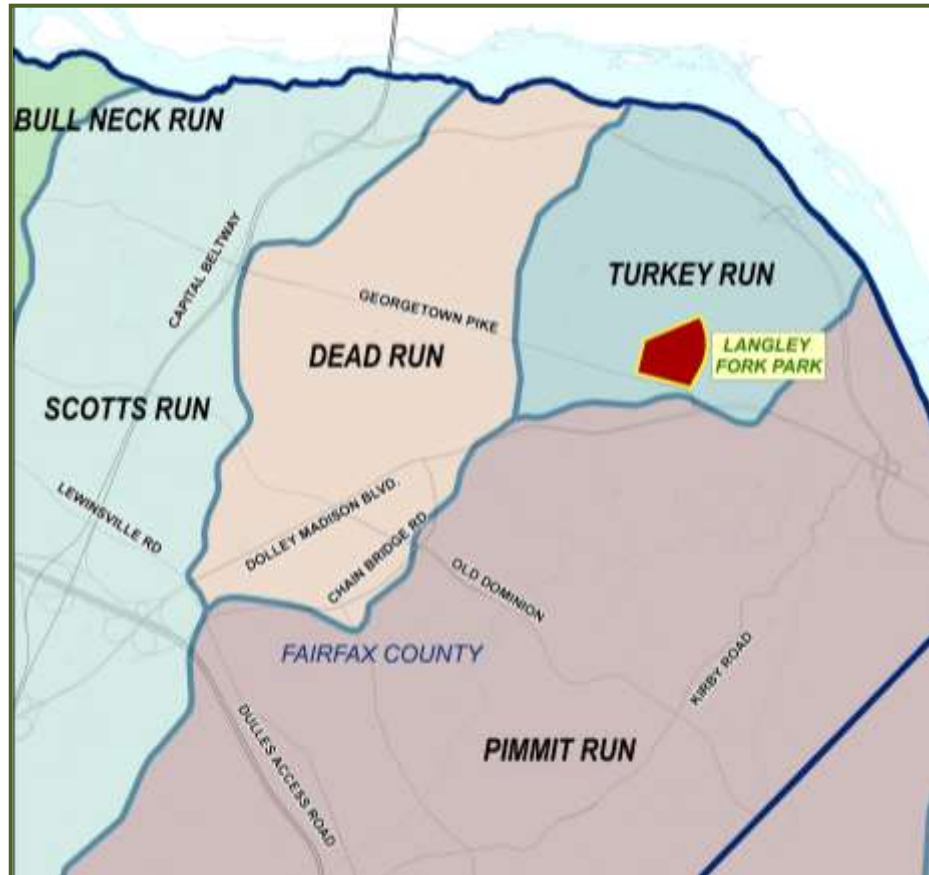 BULL NECK RUN
CAPITAL BELTWAY
TURKEY RUN
GEORGETOWN PIKE
LANGLEY
FORK PARK
DEAD RUN
SCOTTS RUN
LEWINSVILLE RD
DOLLEY MADISON BLVD.
CHAIN BRIDGE RD
OLD DOMINION
FAIRFAX COUNTY
KIRBY ROAD
DULLES ACCESS ROAD
PIMMIT RUN